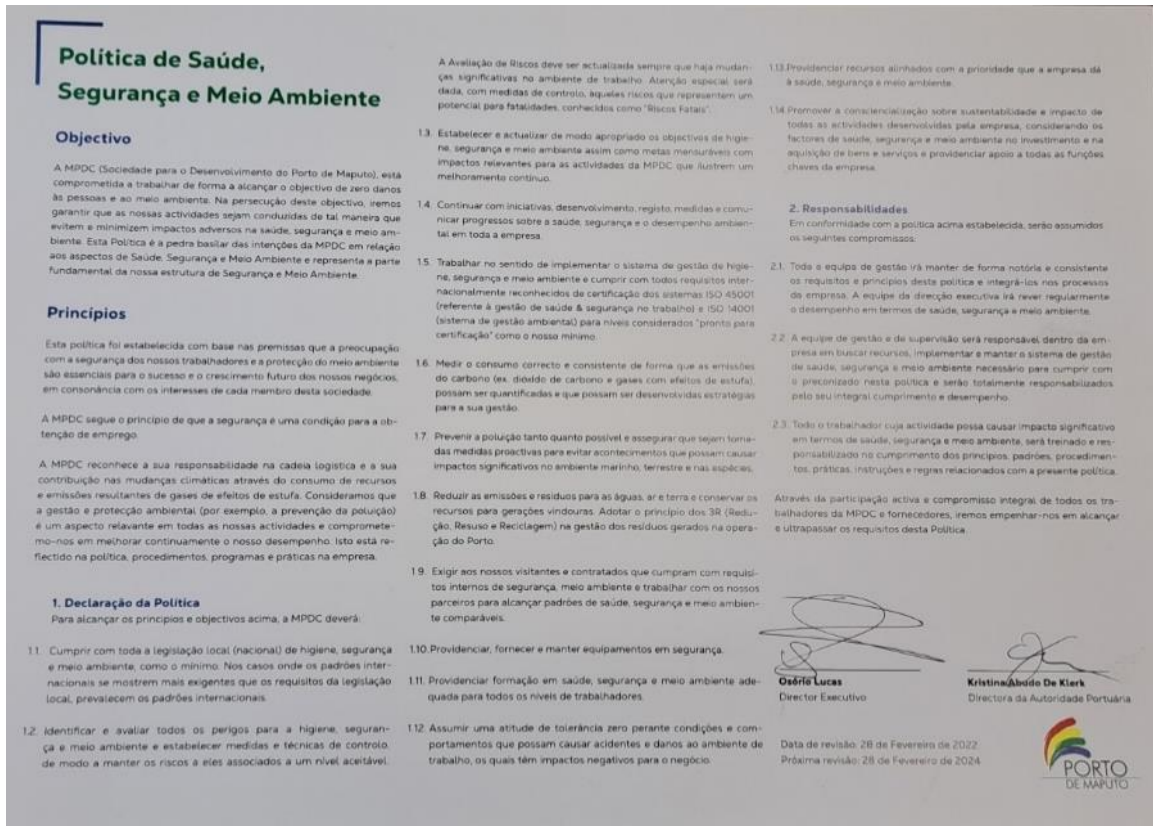 Política de Saúde,
Segurança e Meio Ambiente
Objectivo
A MPDC (Sociedade para o Desenvolvimento do Porto de Maputo), está
comprometida a trabalhar de forma a alcançar o objectivo de zero danos
às pessoas e ao meio ambiente. Na persecução deste objectivo, iremos
garantir que as nossas actividades sejam conduzidas de tal maneira que
evitem e minimizem impactos adversos na saúde, segurança e meio am-
biente. Esta Política é a pedra basilar das intenções da MPDC em relação
aos aspectos de Saúde. Segurança e Meio Ambiente e representa a parte
fundamental da nossa estrutura de Segurança e Meio Ambiente.
Princípios
Esta política foi estabelecida com base nas premissas que a preocupação
com a segurança dos nossos trabalhadores e a protecção do meio ambiente
são essenciais para o sucesso e o crescimento futuro dos nossos negócios,
em consonância com os interesses de cada membro desta sociedade.
A MPDC segue o princípio de que a segurança é uma condição para a ob-
tenção de emprego.
A MPDC reconhece a sua responsabilidade na cadeia logística e a sua
contribuição nas mudanças climáticas através do consumo de recursos
e emissões resultantes de gases de efeitos de estufa. Consideramos que
a gestão e protecção ambiental (por exemplo, a prevenção da poluição)
é um aspecto relavante em todas as nossas actividades e compromete-
mo-nos em melhorar continuamente o nosso desempenho. Isto está re-
flectido na política, procedimentos, programas e práticas na empresa.
1. Declaração da Política
Para alcançar os princípios e objectivos acima, a MPDC deverá:
1.1. Cumprir com toda a legislação local (nacional) de higiene, segurança
e meio ambiente, como o mínimo. Nos casos onde os padrões inter-
nacionais se mostrem mais exigentes que os requisitos da legislação
local, prevalecem os padrões internacionais.
1.2. Identificar e avaliar todos os perigos para a higiene, seguran-
ça e meio ambiente e estabelecer medidas e técnicas de controlo,
de modo a manter os riscos a eles associados a um nível aceitável.
A Avaliação de Riscos deve ser actualizada sempre que haja mudan-
ças significativas no ambiente de trabalho. Atenção especial será
dada, com medidas de controlo, àqueles riscos que representem um
potencial para fatalidades, conhecidos como "Riscos Fatais".
1.3. Estabelecer e actualizar de modo apropriado os objectivos de higie-
ne, segurança e meio ambiente assim como metas mensuráveis com
impactos relevantes para as actividades da MPDC que ilustrem um
melhoramento contínuo.
1.4. Continuar com iniciativas, desenvolvimento, registo, medidas e comu-
nicar progressos sobre a saúde, segurança e o desempenho ambien-
tal em toda a empresa.
1.5. Trabalhar no sentido de implementar o sistema de gestão de higie-
ne, segurança e meio ambiente e cumprir com todos requisitos inter-
nacionalmente reconhecidos de certificação dos sistemas ISO 45001
(referente à gestão de saúde & segurança no trabalho) e ISO 14001
(sistema de gestão ambiental) para níveis considerados "pronto para
certificação" como o nosso mínimo.
1.6. Medir o consumo correcto e consistente de forma que as emissões
do carbono (ex. dióxido de carbono e gases com efeitos de estufa),
possam ser quantificadas e que possam ser desenvolvidas estratégias
para a sua gestão.
1.7. Prevenir a poluição tanto quanto possível e assegurar que sejam toma-
das medidas proactivas para evitar acontecimentos que possam causar
impactos significativos no ambiente marinho, terrestre e nas espécies.
1.8. Reduzir as emissões e resíduos para as águas, ar e terra e conservar os
recursos para gerações vindouras. Adotar o princípio dos 3R (Redu-
ção, Resuso e Reciclagem) na gestão dos resíduos gerados na opera-
ção do Porto.
1.9. Exigir aos nossos visitantes e contratados que cumpram com requisi-
tos internos de segurança, meio ambiente e trabalhar com os nossos
parceiros para alcançar padrões de saúde, segurança e meio ambien-
te comparáveis.
1.10. Providenciar, fornecer e manter equipamentos em segurança.
1.11. Providenciar formação em saúde, segurança e meio ambiente ade-
quada para todos os níveis de trabalhadores.
1.12. Assumir uma atitude de tolerância zero perante condições e com-
portamentos que possam causar acidentes e danos ao ambiente de
trabalho, os quais têm impactos negativos para o negócio.
1.13. Providenciar recursos alinhados com a prioridade que a empresa dá
à saúde, segurança e meio ambiente.
1.14. Promover a consciencialização sobre sustentabilidade e impacto de
todas as actividades desenvolvidas pela empresa, considerando os
factores de saúde, segurança e meio ambiente no investimento e na
aquisição de bens e serviços e providenciar apoio a todas as funções
chaves da empresa.
2. Responsabilidades
Em conformidade com a política acima estabelecida, serão assumidos
os seguintes compromissos:
2.1. Toda a equipa de gestão irá manter de forma notória e consistente
os requisitos e princípios deste política e integrá-los nos processos
da empresa. A equipe da direcção executiva irá rever regularmente
o desempenho em termos de saúde, segurança e meio ambiente.
2.2. A equipe de gestão e de supervisão será responsável dentro da em-
presa em buscar recursos, implementar e manter o sistema de gestão
de saúde, segurança e meio ambiente necessário para cumprir com
o preconizado nesta política e serão totalmente responsabilizados
pelo seu integral cumprimento e desempenho.
2.3. Todo o trabalhador cuja actividade possa causar impacto significativo
em termos de saúde, segurança e meio ambiente, será treinado e res-
ponsabilizado no cumprimento dos princípios, padrões, procedimen-
tos, práticas, instruções e regras relacionados com a presente política.
Através da participação activa e compromisso integral de todos os tra-
balhadores da MPDC e fornecedores, iremos empenhar-nos em alcançar
e ultrapassar os requisitos desta Política.
Osório Lucas
Director Executivo
Kristina Abudo De Klerk
Directora da Autoridade Portuária
Data de revisão: 28 de Fevereiro de 2022
Próxima revisão: 28 de Fevereiro de 2024
PORTO
DE MAPUTO